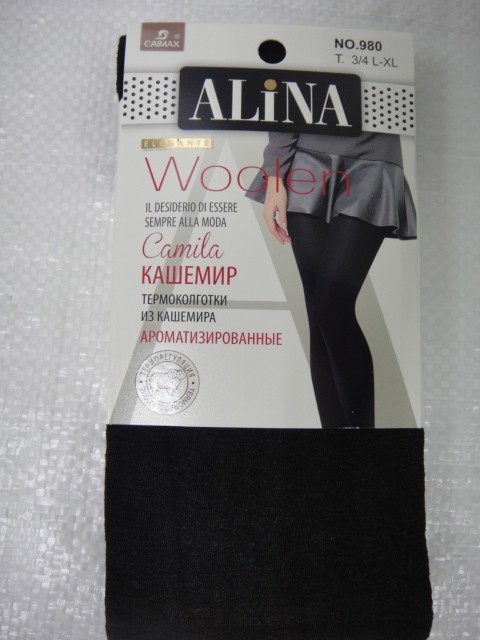 CAIMAX
NO.980
T. 3/4 L-XL
ALiNA
ELEGANTE
Woolen
IL DESIDERIO DI ESSERE
SEMPRE ALLA MODA
Camila
КАШЕМИР
ТЕРМОКОЛГОТКИ
ИЗ КАШЕМИРА
АРОМАТИЗИРОВАННЫЕ
ТЕРМОРЕГУЛЯЦИЯ